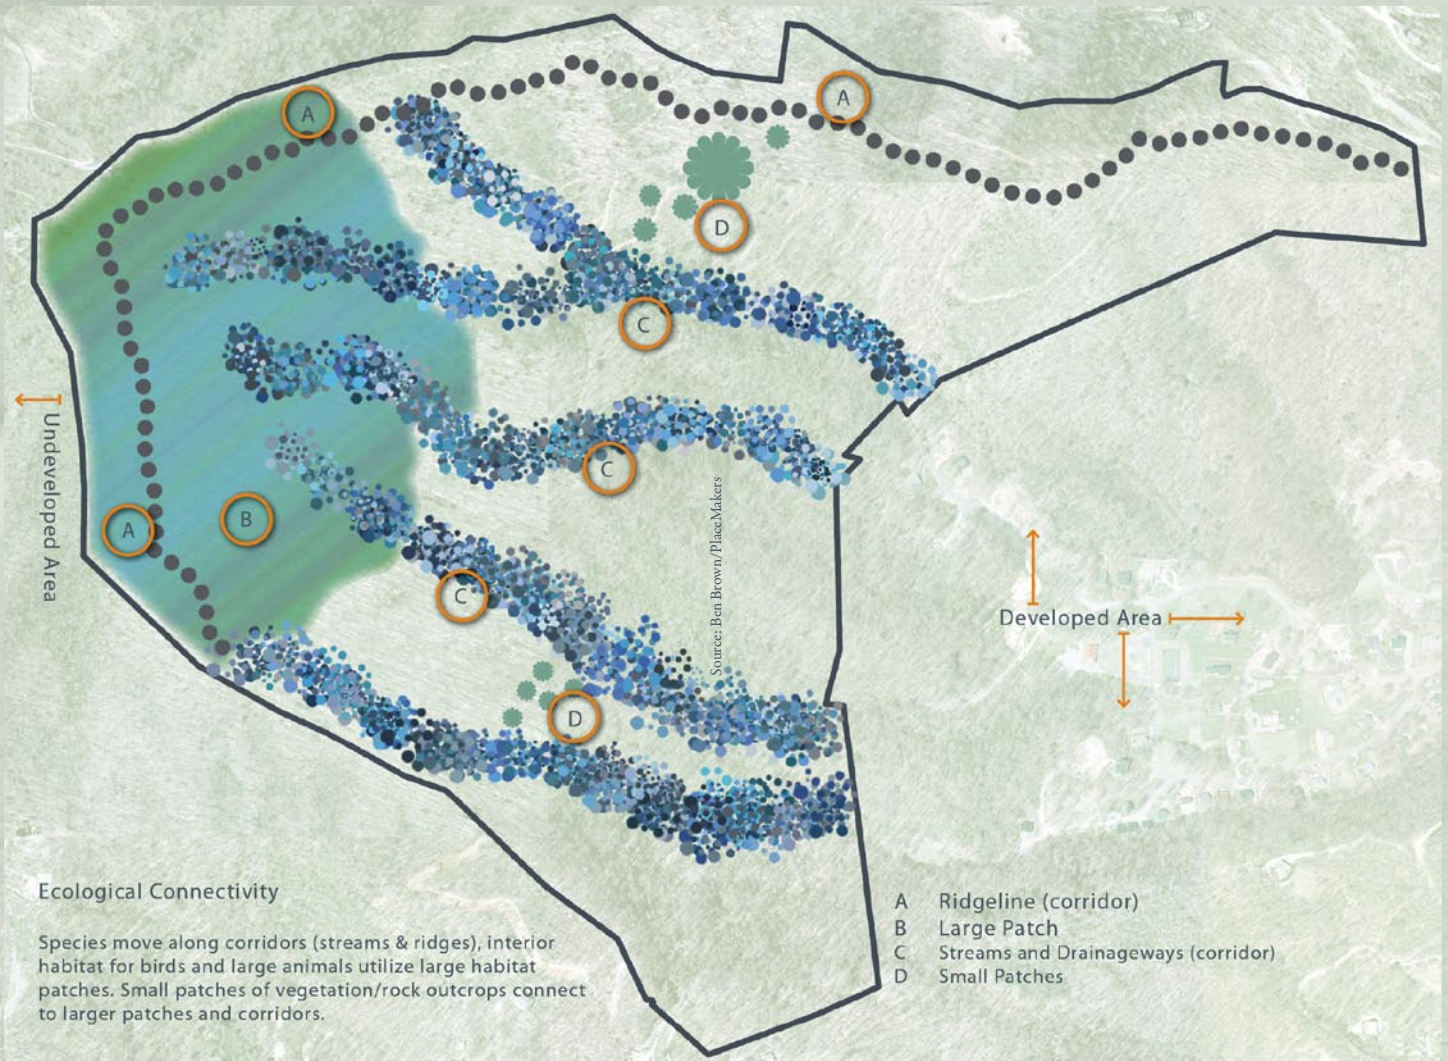 A
A
D
C
C
Undeveloped Area
A
B
C
D
Source: Ben Brown/PlaceMakers
Developed Area
Ecological Connectivity
Species move along corridors (streams & ridges), interior
habitat for birds and large animals utilize large habitat
patches. Small patches of vegetation/rock outcrops connect
to larger patches and corridors.
A Ridgeline (corridor)
B Large Patch
C Streams and Drainageways (corridor)
D Small Patches